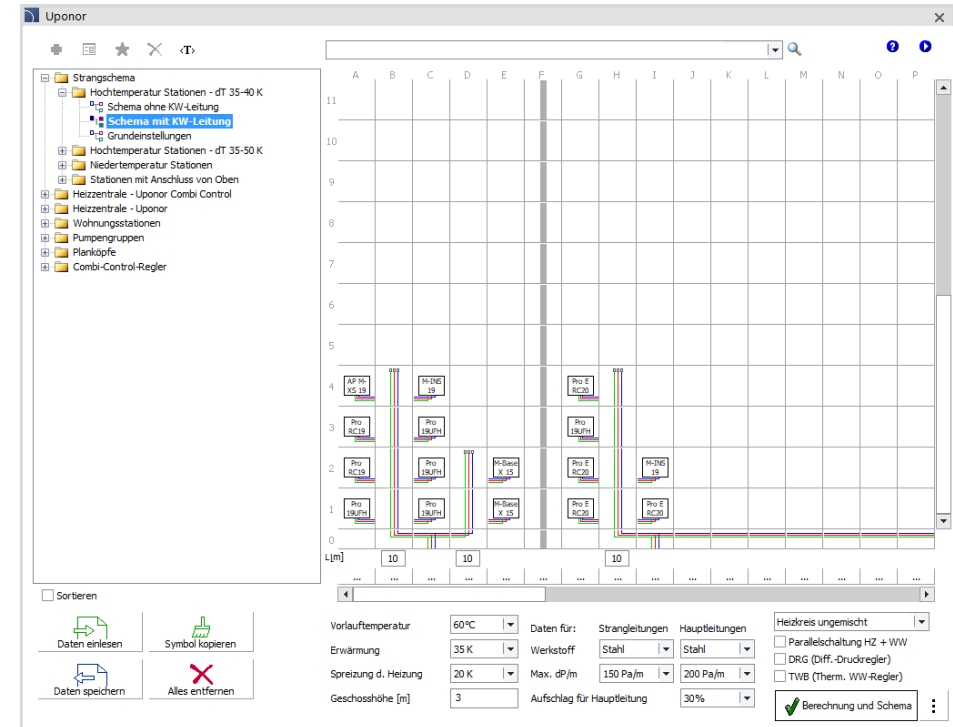 Uponor
<T>
Strangschema
Hochtemperatur Stationen - dT 35-40 K
Schema ohne KW-Leitung
Schema mit KW-Leitung
Grundeinstellungen
Hochtemperatur Stationen - dT 35-50 K
Niedertemperatur Stationen
Stationen mit Anschluss von Oben
Heizzentrale - Uponor Combi Control
Heizzentrale - Uponor
Wohnungsstationen
Pumpengruppen
Planköpfe
Combi-Control-Regler
A B C D E F G H I J K L M N O P
11
10
9
8
7
6
5
4
AP M-
XS 19
M-INS
19
Pro E
RC20
3
Pro
RC19
Pro
19UFH
Pro
19UFH
2
Pro
RC19
Pro
19UFH
M-Base
X 15
Pro E
RC20
M-INS
19
1
Pro
19UFH
Pro
19UFH
M-Base
X 15
Pro E
RC20
Pro E
RC20
0
L[m] 10 10 10
... ... ... ... ... ... ... ... ... ... ... ... ... ... ... ...
Sortieren
Daten einlesen
Symbol kopieren
Daten speichern
Alles entfernen
Vorlauftemperatur 60°C
Erwärmung 35 K
Spreizung d. Heizung 20 K
Geschosshöhe [m] 3
Daten für: Strangleitungen Hauptleitungen
Werkstoff Stahl Stahl
Max. dP/m 150 Pa/m 200 Pa/m
Aufschlag für Hauptleitung 30%
Heizkreis ungemischt
Parallelschaltung HZ + WW
DRG (Diff.-Druckregler)
TWB (Therm. WW-Regler)
Berechnung und Schema